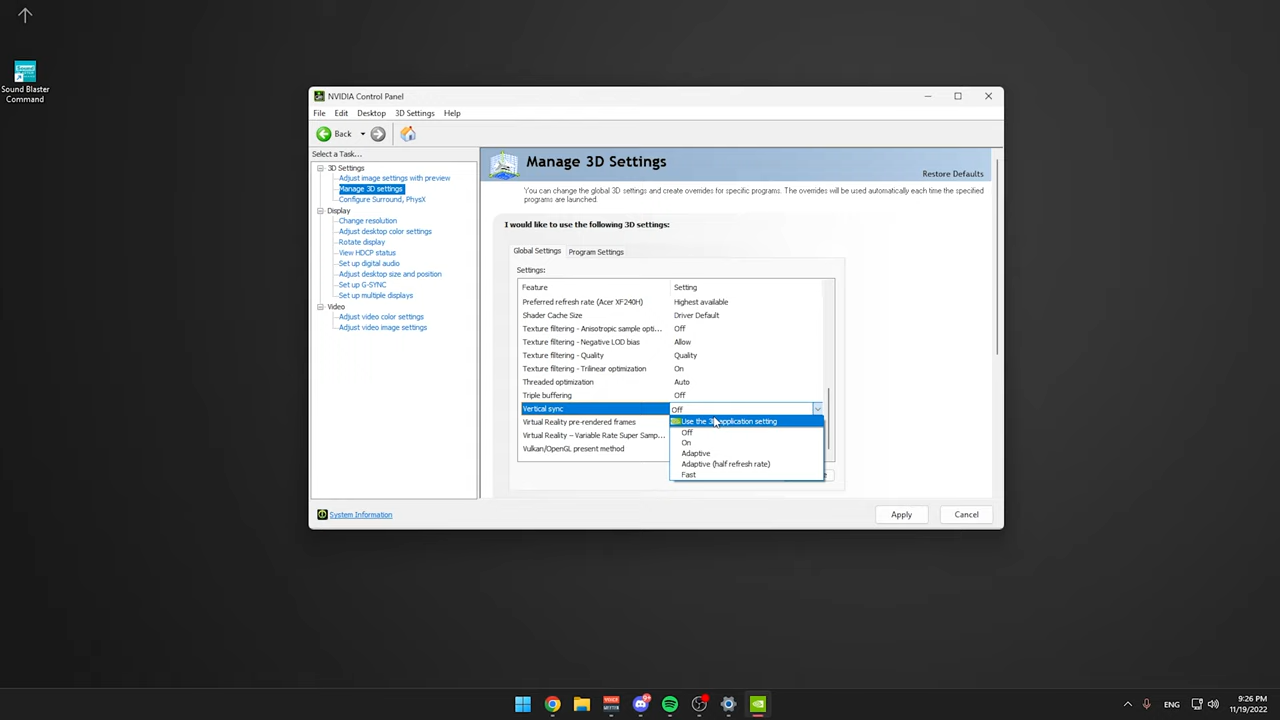 Sound Blaster
Command
NVIDIA Control Panel
File Edit Desktop 3D Settings Help
Back
Select a Task...
3D Settings
Adjust image settings with preview
Manage 3D settings
Configure Surround, PhysX
Display
Change resolution
Adjust desktop color settings
Rotate display
View HDCP status
Set up digital audio
Adjust desktop size and position
Set up G-SYNC
Set up multiple displays
Video
Adjust video color settings
Adjust video image settings
System Information
Manage 3D Settings
Restore Defaults
You can change the global 3D settings and create overrides for specific programs. The overrides will be used automatically each time the specified
programs are launched.
I would like to use the following 3D settings:
Global Settings Program Settings
Settings:
Feature Setting
Preferred refresh rate (Acer XF240H) Highest available
Shader Cache Size Driver Default
Texture filtering - Anisotropic sample opti... Off
Texture filtering - Negative LOD bias Allow
Texture filtering - Quality Quality
Texture filtering - Trilinear optimization On
Threaded optimization Auto
Triple buffering Off
Vertical sync Off
Virtual Reality pre-rendered frames
Virtual Reality – Variable Rate Super Samp...
Vulkan/OpenGL present method
Use the 3D application setting
Off
On
Adaptive
Adaptive (half refresh rate)
Fast
Apply Cancel
ENG
9:26 PM
11/19/2022